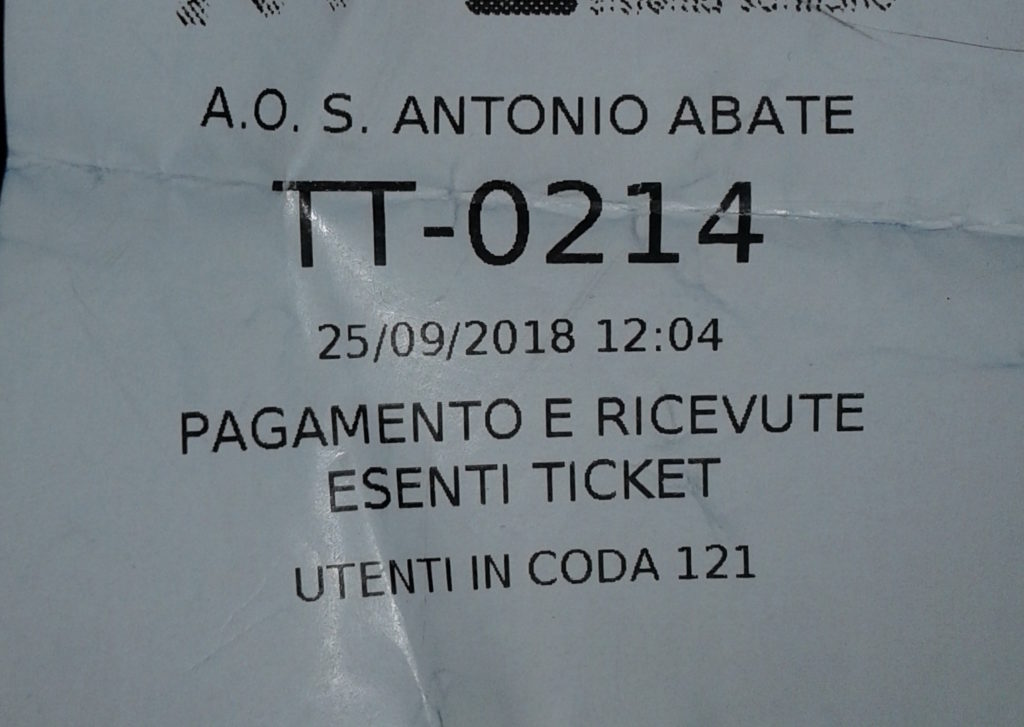 A.O. S. ANTONIO ABATE
TT-0214
25/09/2018 12:04
PAGAMENTO E RICEVUTE
ESENTI TICKET
UTENTI IN CODA 121